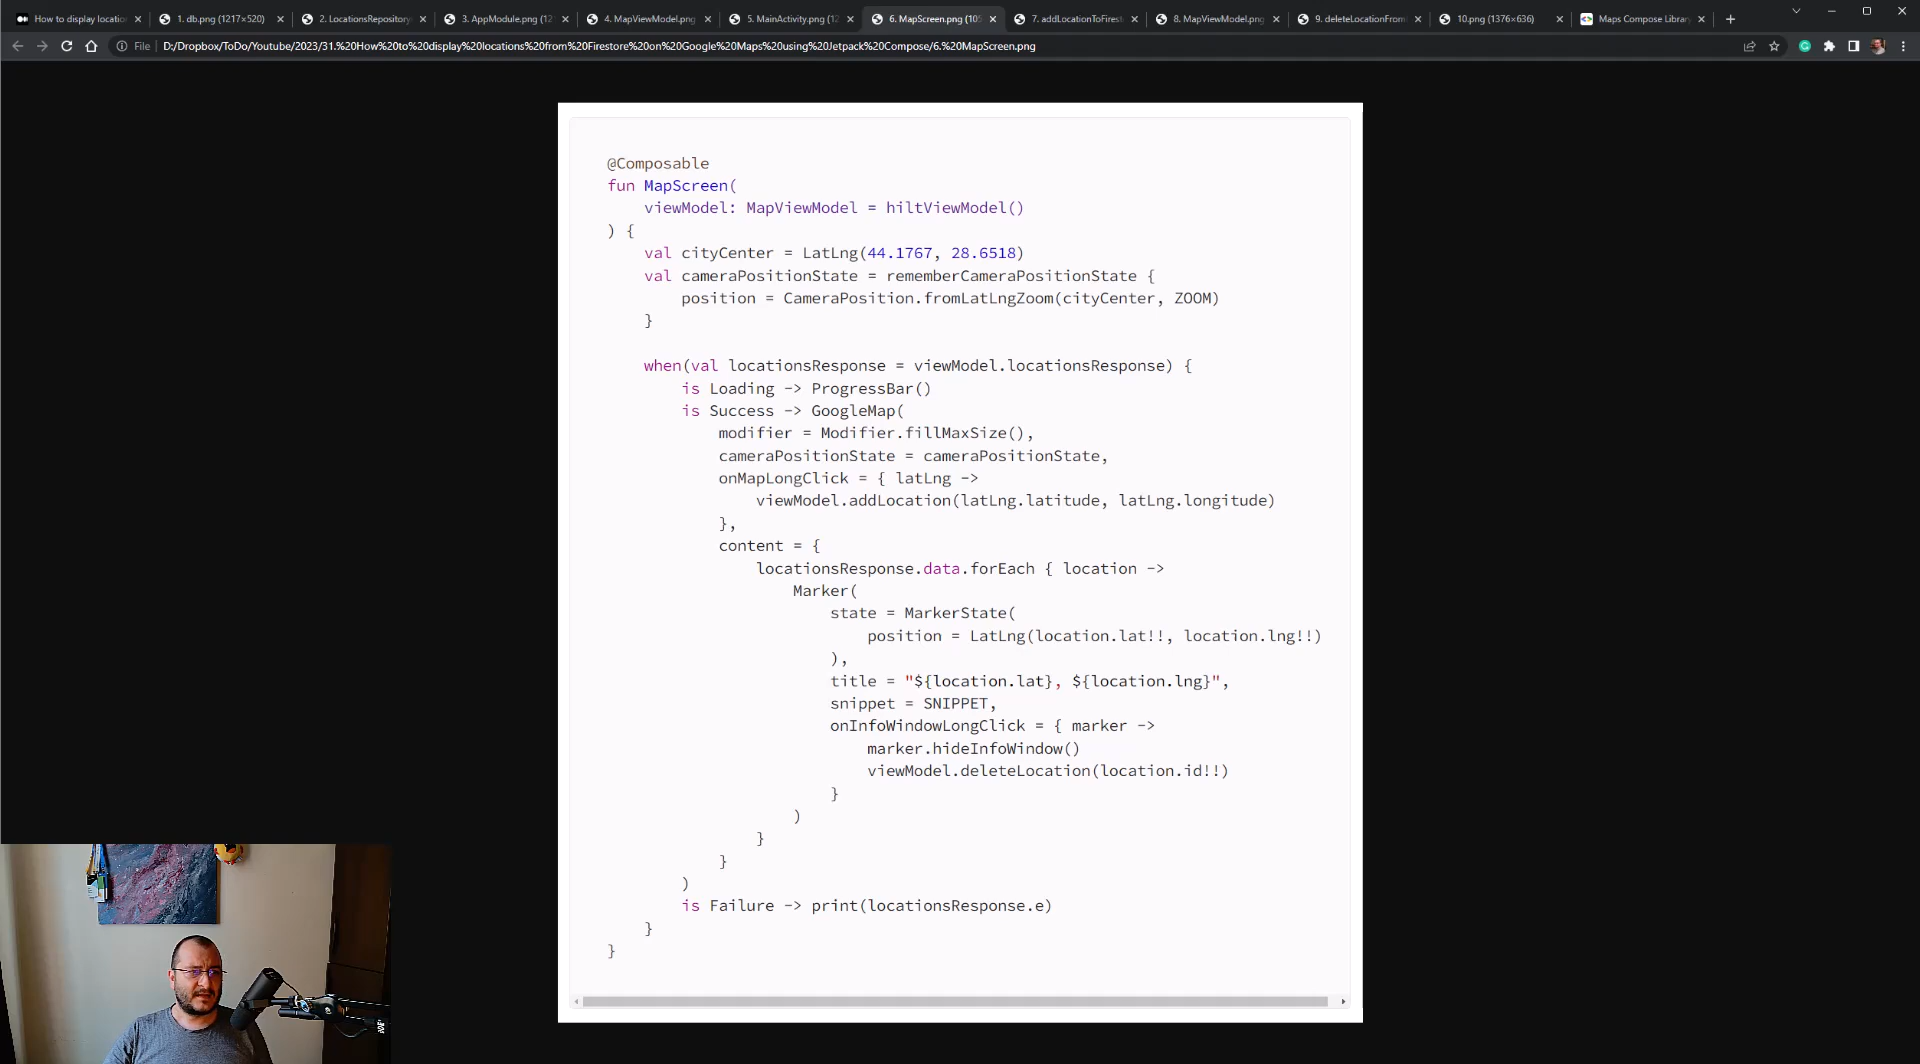 How to display locatio
1. db.png (1217×520)
2. LocationsRepository
3. AppModule.png (12
4. MapViewModel.png
5. MainActivity.png (12
6. MapScreen.png (105
7. addLocationToFirest
8. MapViewModel.png
9. deleteLocationFrom
10.png (1376×636)
Maps Compose Library
File
D:/Dropbox/ToDo/Youtube/2023/31.%20How%20to%20display%20locations%20from%20Firestore%20on%20Google%20Maps%20using%20Jetpack%20Compose/6.%20MapScreen.png
@Composable
fun MapScreen(
viewModel: MapViewModel = hiltViewModel()
) {
val cityCenter = LatLng(44.1767, 28.6518)
val cameraPositionState = rememberCameraPositionState {
position = CameraPosition.fromLatLngZoom(cityCenter, ZOOM)
}
when(val locationsResponse = viewModel.locationsResponse) {
is Loading -> ProgressBar()
is Success -> GoogleMap(
modifier = Modifier.fillMaxSize(),
cameraPositionState = cameraPositionState,
onMapLongClick = { latLng ->
viewModel.addLocation(latLng.latitude, latLng.longitude)
},
content = {
locationsResponse.data.forEach { location ->
Marker(
state = MarkerState(
position = LatLng(location.lat!!, location.lng!!)
),
title = "${location.lat}, ${location.lng}",
snippet = SNIPPET,
onInfoWindowLongClick = { marker ->
marker.hideInfoWindow()
viewModel.deleteLocation(location.id!!)
}
)
}
}
)
is Failure -> print(locationsResponse.e)
}
}